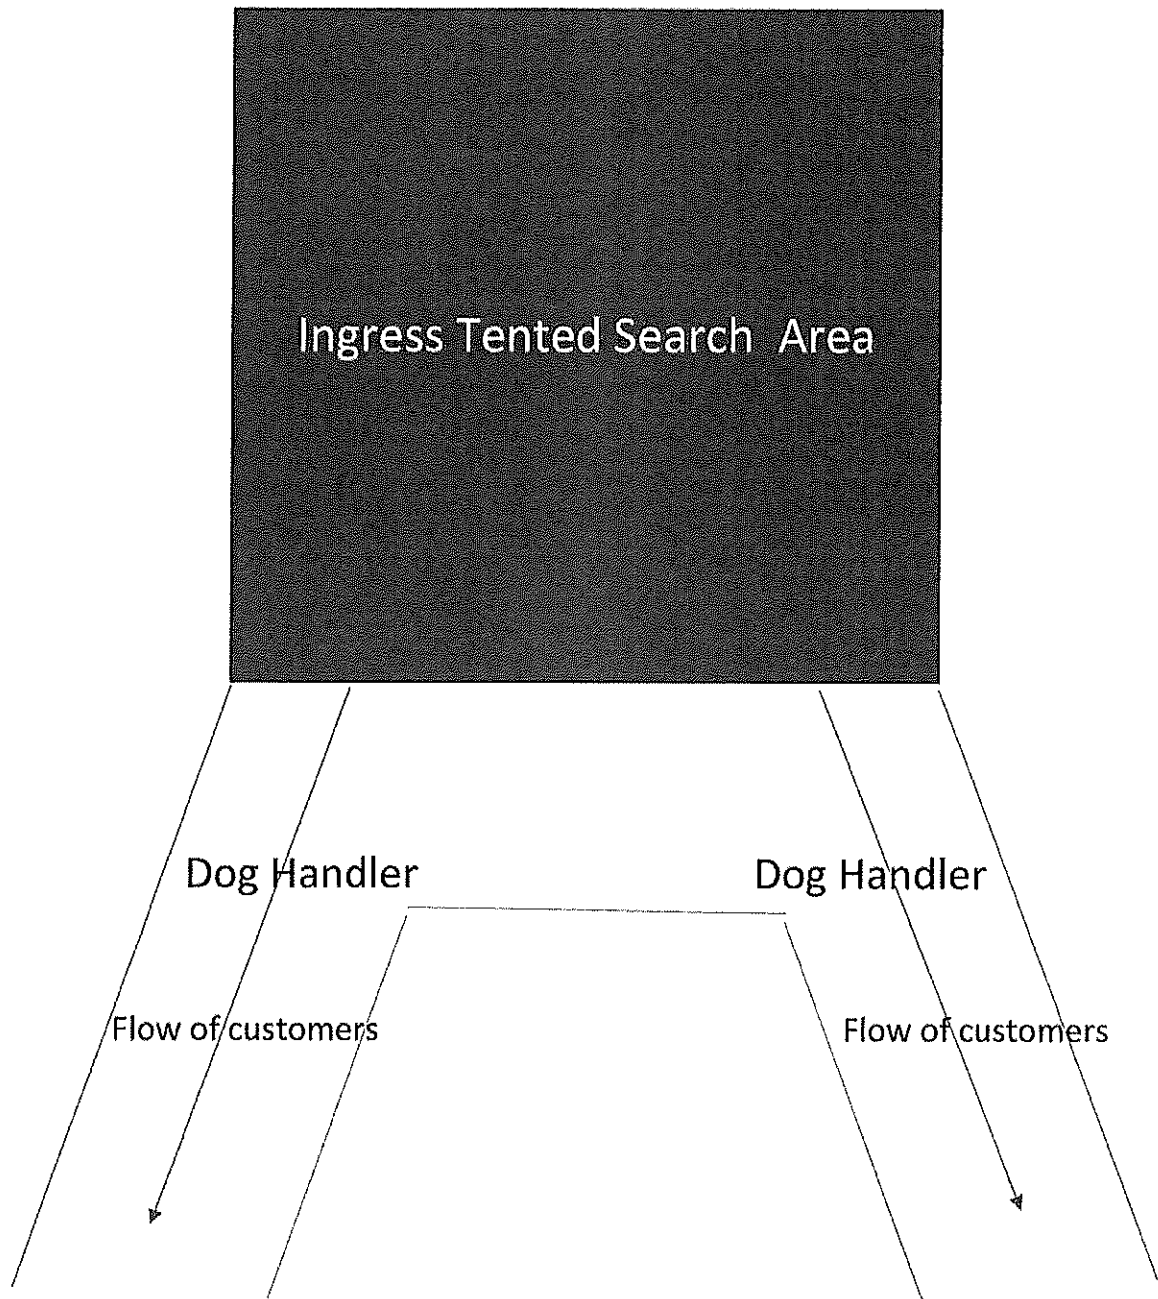 Ingress Tented Search Area
Dog Handler
Dog Handler
Flow of customers
Flow of customers